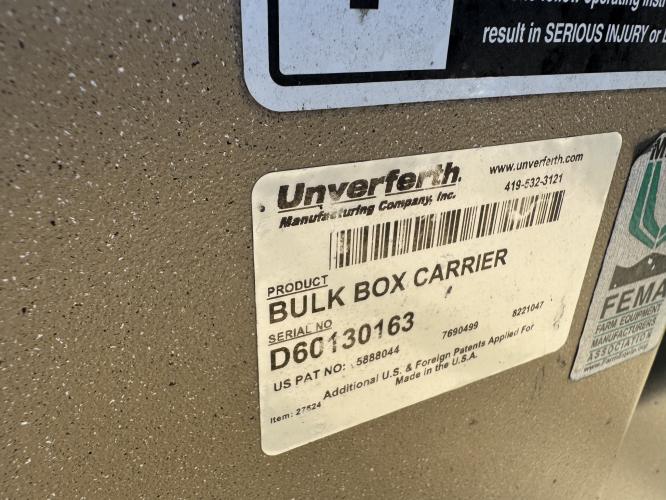 result in SERIOUS INJURY or
Unverferth
Manufacturing Company, Inc.
www.unverferth.com
419-532-3121
PRODUCT
BULK BOX CARRIER
SERIAL NO
D60130163
US PAT NO: 5888044 7690499 8221047
Additional U.S. & Foreign Patents Applied For
Made in the U.S.A.
Item: 27524
FEMA
FARM EQUIPMENT
MANUFACTURERS
ASSOCIATION